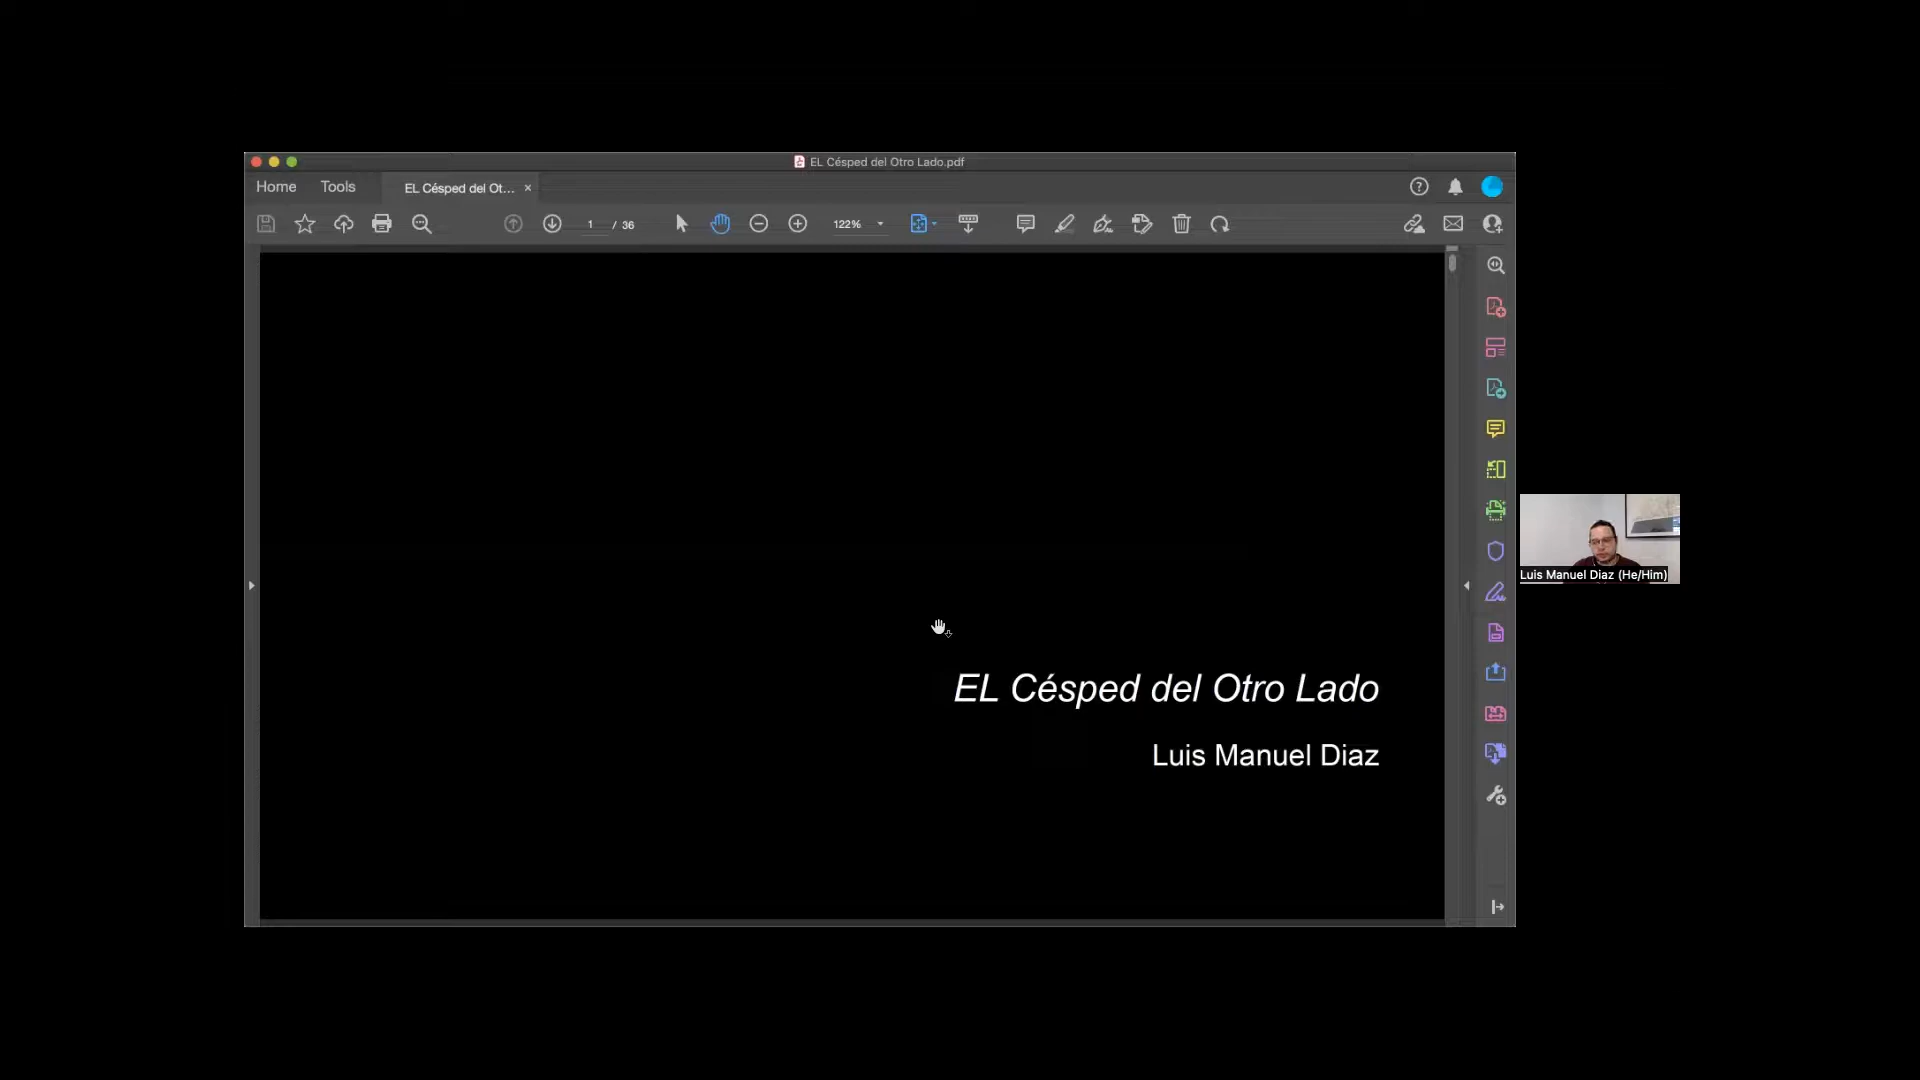 EL Césped del Otro Lado.pdf
Home Tools EL Césped del Ot... ×
1 / 36 122%
EL Césped del Otro Lado
Luis Manuel Diaz
Luis Manuel Diaz (He/Him)